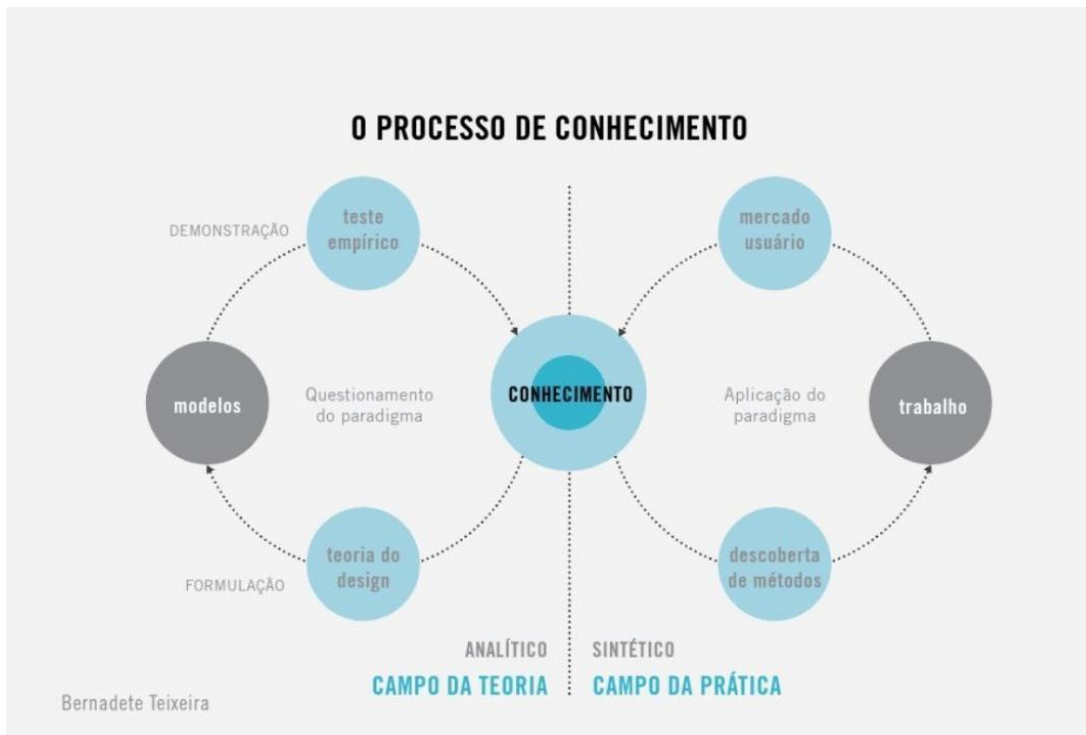 O PROCESSO DE CONHECIMENTO
DEMONSTRAÇÃO
teste
empírico
mercado
usuário
modelos
Questionamento
do paradigma
CONHECIMENTO
Aplicação do
paradigma
trabalho
FORMULAÇÃO
teoria do
design
descoberta
de métodos
ANALÍTICO
SINTÉTICO
CAMPO DA TEORIA
CAMPO DA PRÁTICA
Bernadete Teixeira